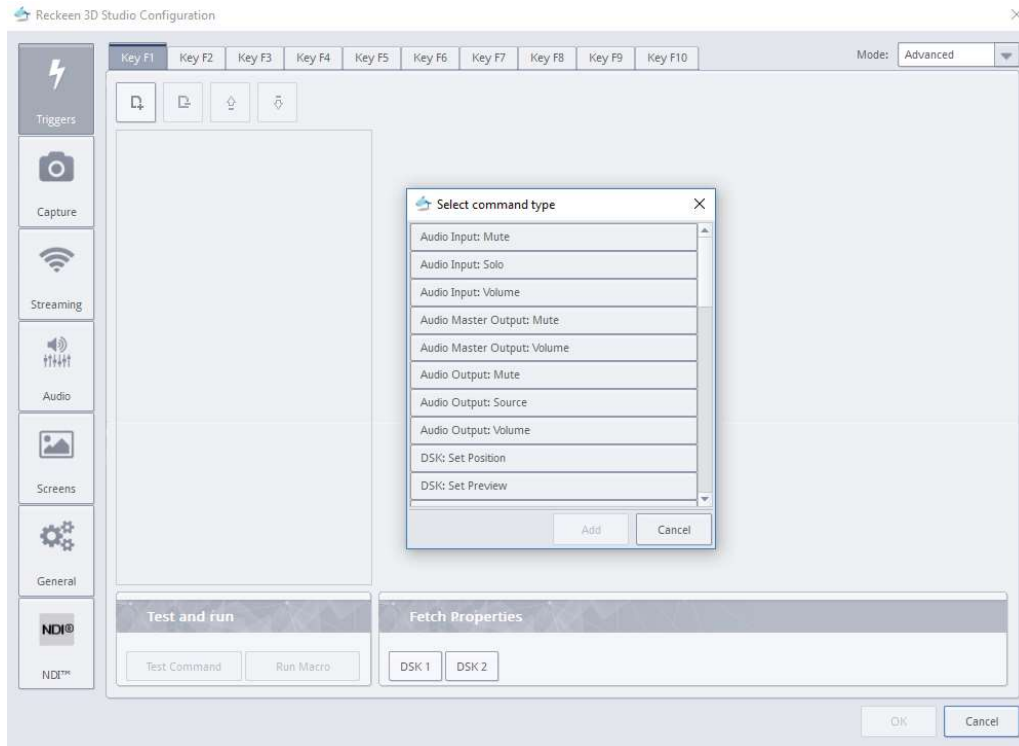 Reckeen 3D Studio Configuration
Key F1 Key F2 Key F3 Key F4 Key F5 Key F6 Key F7 Key F8 Key F9 Key F10
Mode: Advanced
Triggers
Capture
Streaming
Audio
Screens
General
NDI®
NDI™
Select command type
Audio Input: Mute
Audio Input: Solo
Audio Input: Volume
Audio Master Output: Mute
Audio Master Output: Volume
Audio Output: Mute
Audio Output: Source
Audio Output: Volume
DSK: Set Position
DSK: Set Preview
Add Cancel
Test and run
Test Command Run Macro
Fetch Properties
DSK 1 DSK 2
OK Cancel